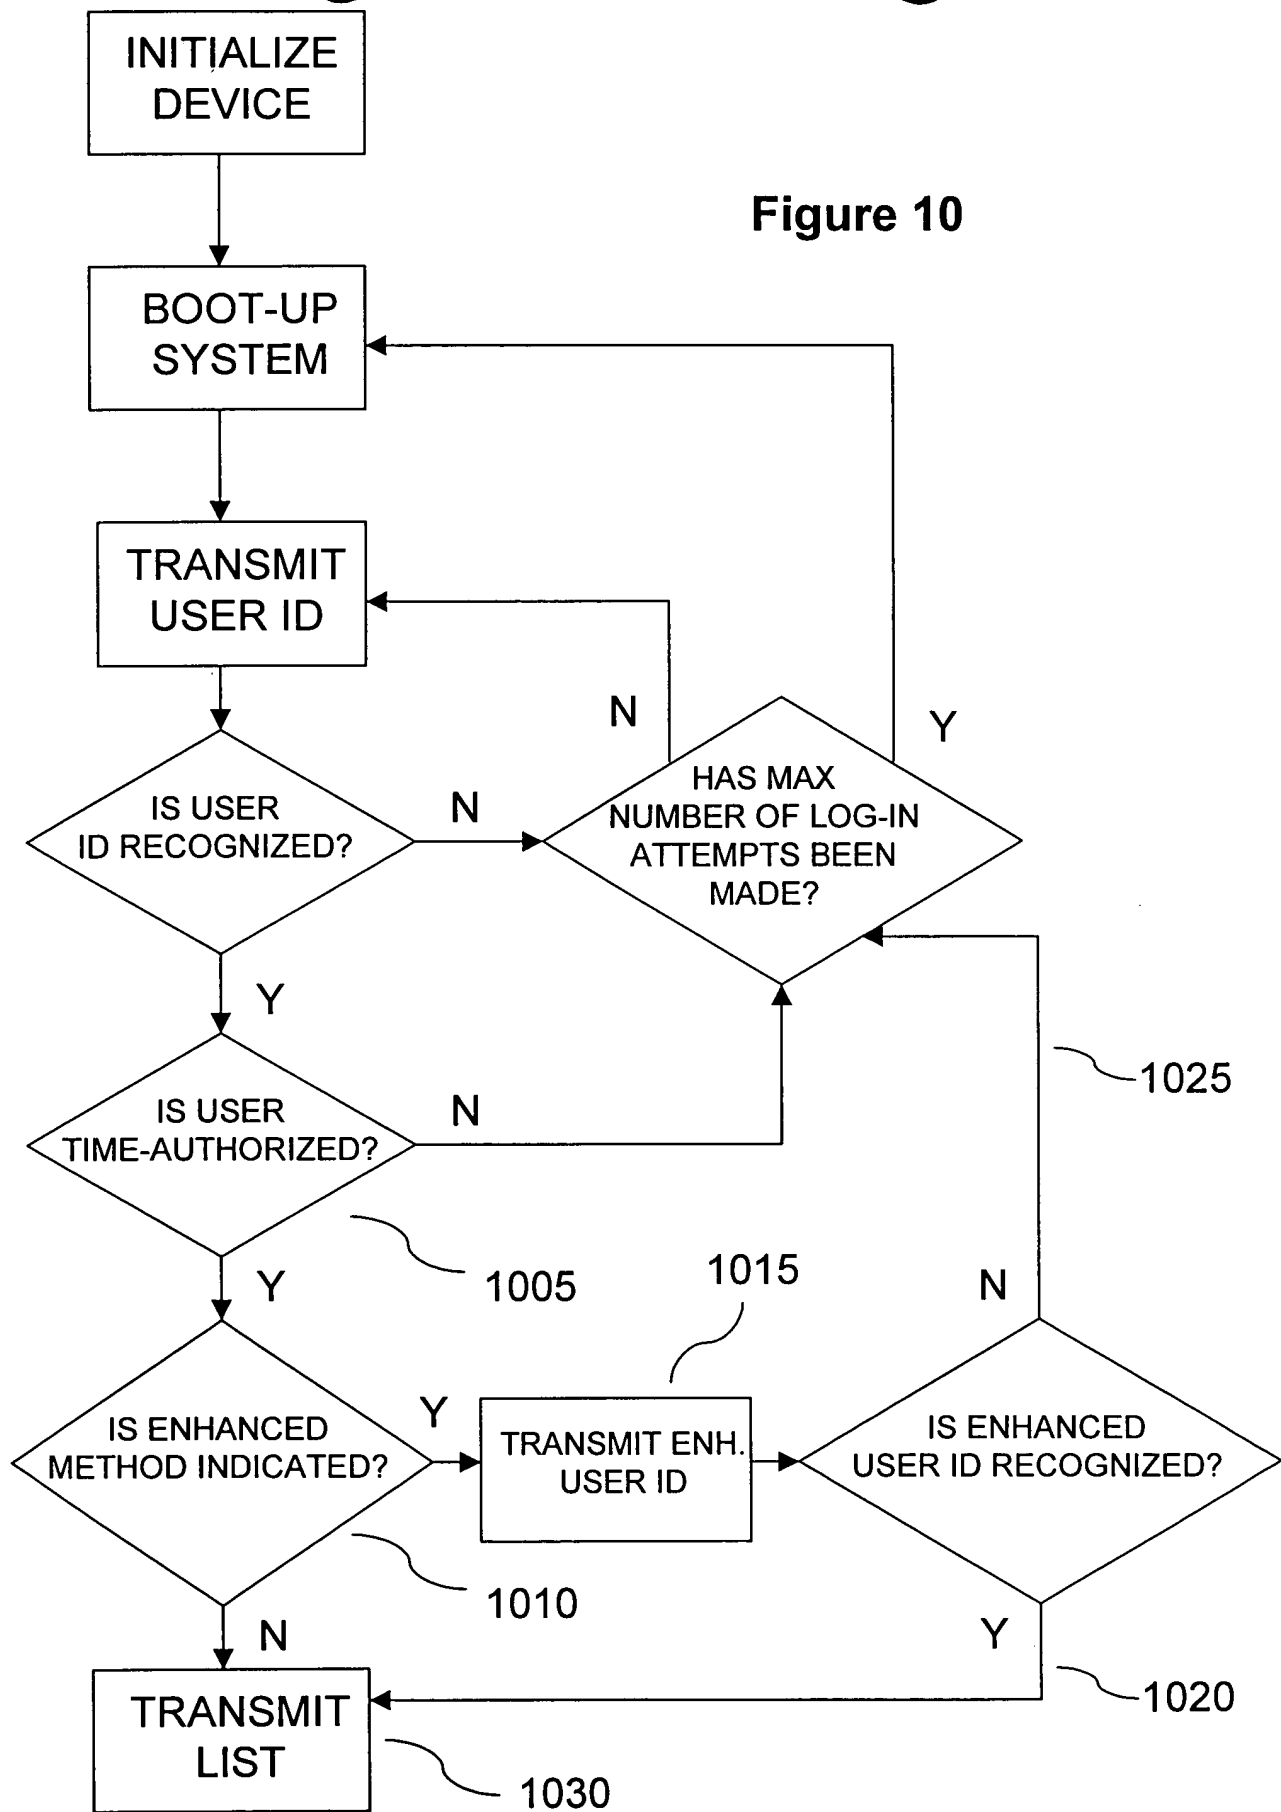 INITIALIZE
DEVICE
Figure 10
BOOT-UP
SYSTEM
TRANSMIT
USER ID
N
Y
IS USER
ID RECOGNIZED?
N
HAS MAX
NUMBER OF LOG-IN
ATTEMPTS BEEN
MADE?
Y
IS USER
TIME-AUTHORIZED?
N
1025
Y
1005
1015
N
IS ENHANCED
METHOD INDICATED?
Y
TRANSMIT ENH.
USER ID
IS ENHANCED
USER ID RECOGNIZED?
1010
N
Y
1020
TRANSMIT
LIST
1030